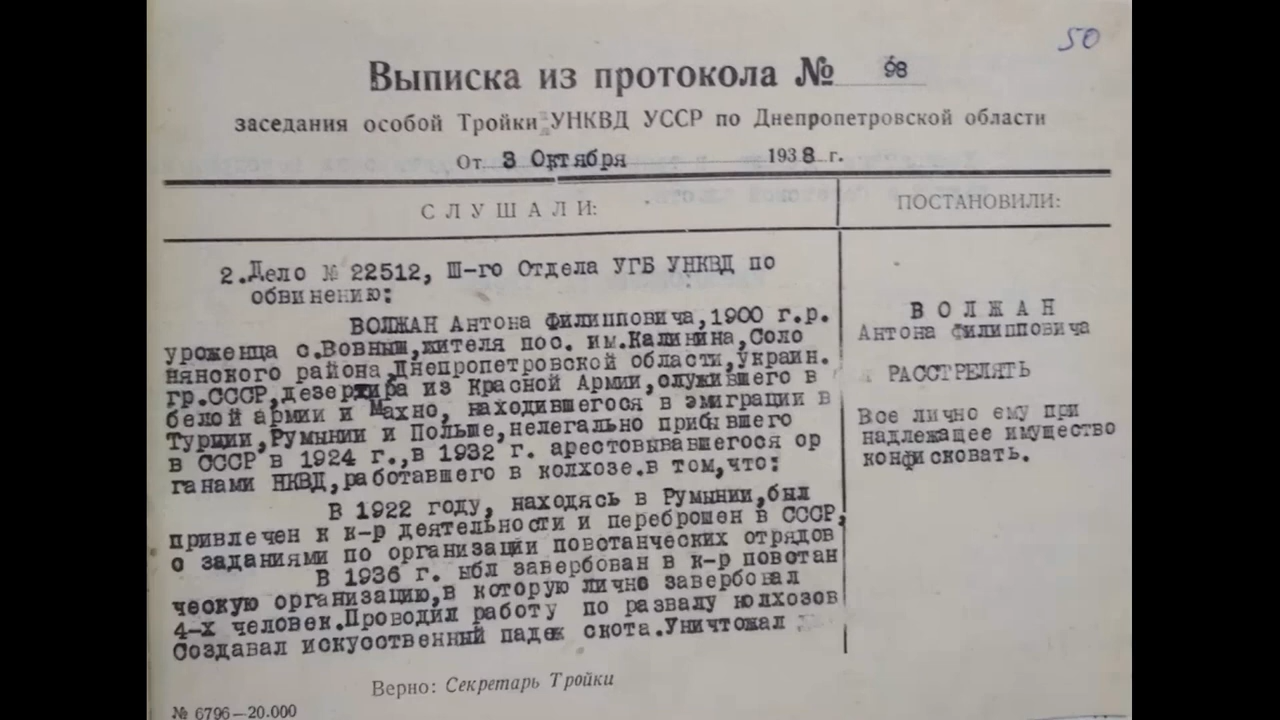 50
Выписка из протокола № 98
заседания особой Тройки УНКВД УССР по Днепропетровской области
От 3 Октября 1938 г.
СЛУШАЛИ:
2.Дело № 22512, Ш-го Отдела УГБ УНКВД по
обвинению:
ВОЛЖАН Антона Филипповича,1900 г.р.
уроженца с.Вовныш,жителя пос. им.Калинина,Соло
нянского района,Днепропетровской области,украин.
гр.СССР,дезертира из Красной Армии,служившего в
белой армии и Махно, находившегося в эмиграции в
Турции,Румынии и Польше,нелегально прибывшего
в СССР в 1924 г.,в 1932 г. арестовывавшегося ор
ганами НКВД,работавшего в колхозе.в том,что:
В 1922 году, находясь в Румынии,был
привлечен к к-р деятельности и переброшен в СССР,
с заданиями по организации повотанческих отрядов
В 1936 г. ыбл завербован в к-р повотан
ческую организацию,в которую лично завербовал
4-х человек.Проводил работу по развалу колхозов
Создавал искусственный падеж скота.Уничтожал
ПОСТАНОВИЛИ:
ВОЛЖАН
Антона Филипповича
РАССТРЕЛЯТЬ
Все лично ему при
надлежащее имущество
конфисковать.
Верно: Секретарь Тройки
№ 6796—20.000